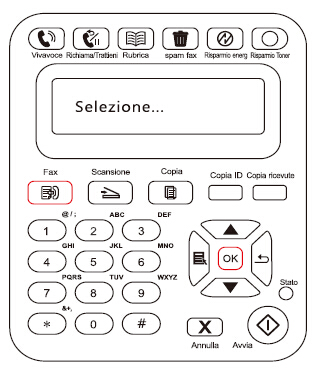 Vivavoce Richiama/Trattieni Rubrica spam fax Risparmio energ Risparmio Toner
Selezione...
Fax Scansione Copia Copia ID Copia ricevute
@/; ABC DEF
1 2 3
GHI JKL MNO
4 5 6
OK
PQRS TUV WXYZ
7 8 9
Stato
&+,
* 0 #
X
Annulla Avvia